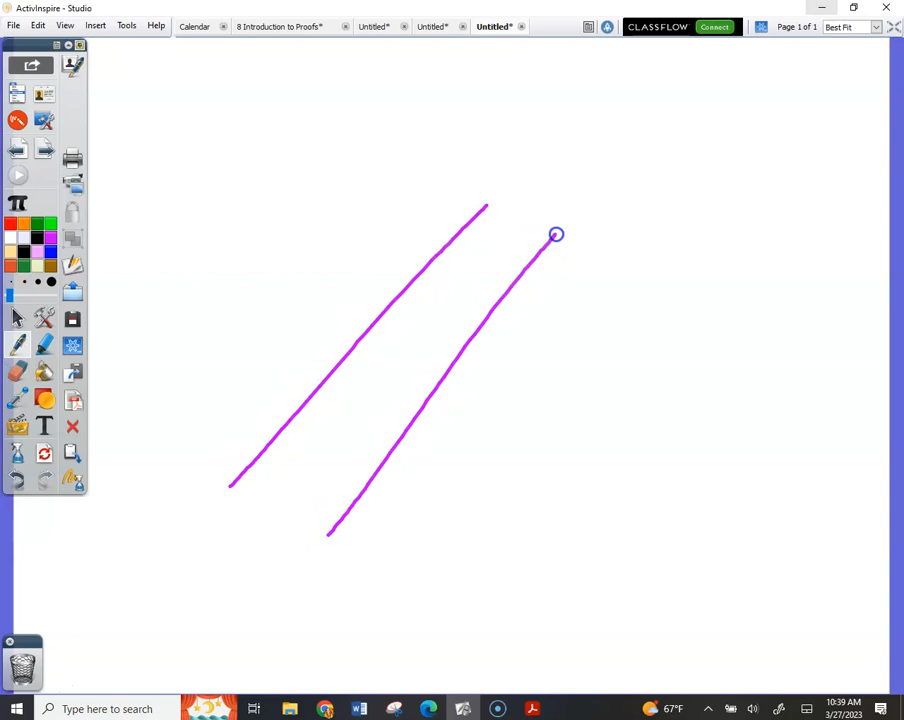 ActivInspire - Studio
File Edit View Insert Tools Help Calendar 8 Introduction to Proofs* Untitled* Untitled* Untitled* CLASSFLOW Connect Page 1 of 1 Best Fit
T
Type here to search 67°F 10:39 AM
3/27/2023